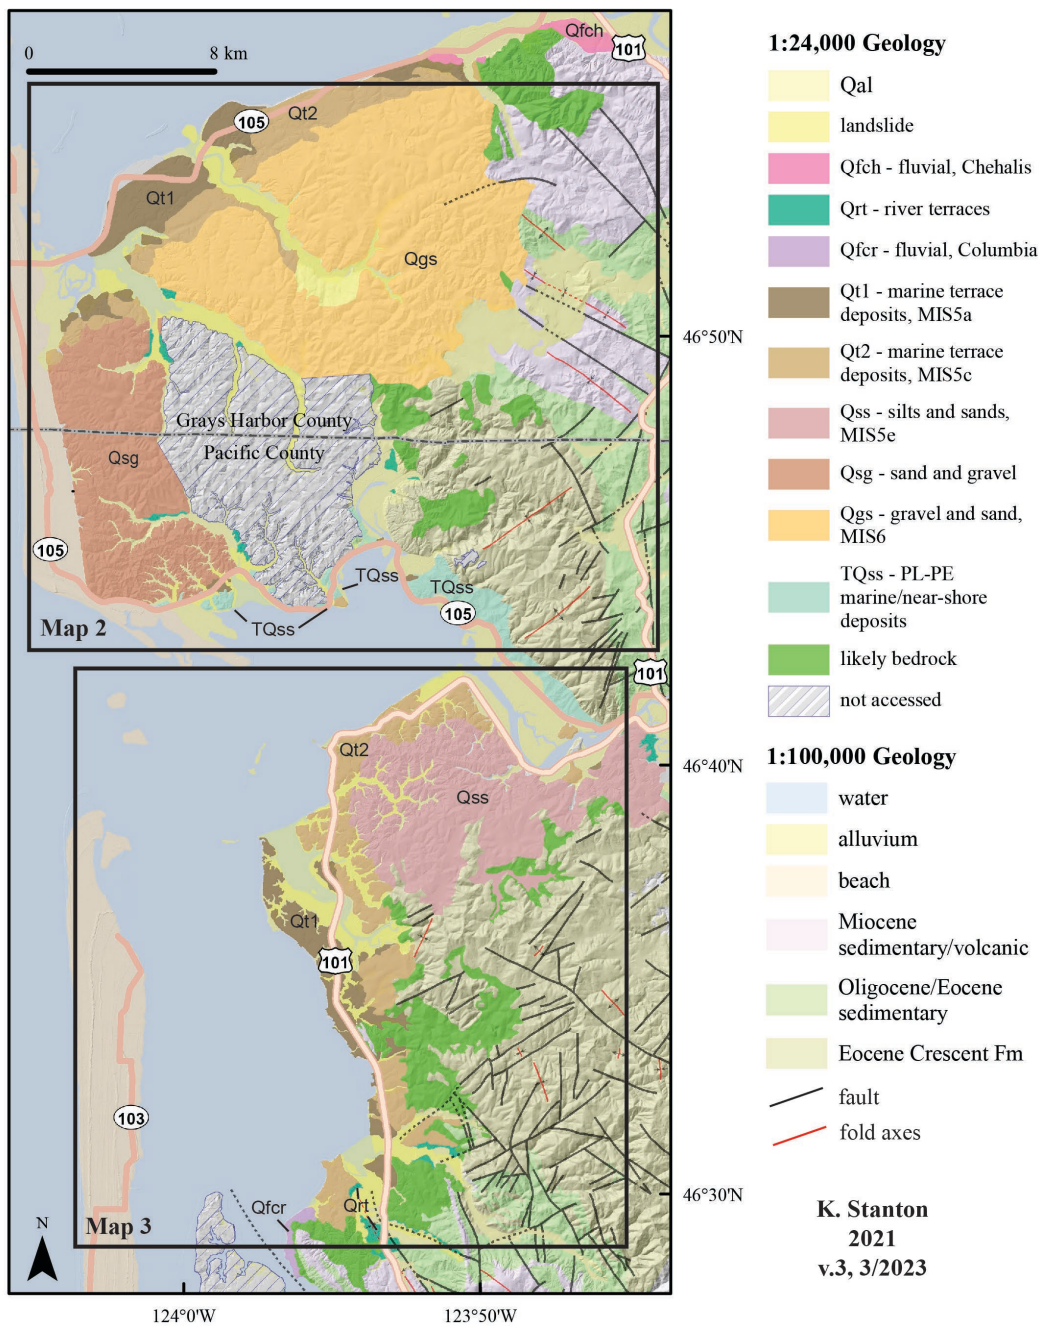 Qfch
101
0 8 km
105
Qt2
Qt1
Qgs
46°50'N
Grays Harbor County
Pacific County
Qsg
105
TQss
TQss
105
TQss
Map 2
101
Qt2
46°40'N
Qss
Qt1
101
103
46°30'N
Qfcr
Qrt
N
Map 3
124°0'W
123°50'W
1:24,000 Geology
Qal
landslide
Qfch - fluvial, Chehalis
Qrt - river terraces
Qfcr - fluvial, Columbia
Qt1 - marine terrace
deposits, MIS5a
Qt2 - marine terrace
deposits, MIS5c
Qss - silts and sands,
MIS5e
Qsg - sand and gravel
Qgs - gravel and sand,
MIS6
TQss - PL-PE
marine/near-shore
deposits
likely bedrock
not accessed
1:100,000 Geology
water
alluvium
beach
Miocene
sedimentary/volcanic
Oligocene/Eocene
sedimentary
Eocene Crescent Fm
fault
fold axes
K. Stanton
2021
v.3, 3/2023